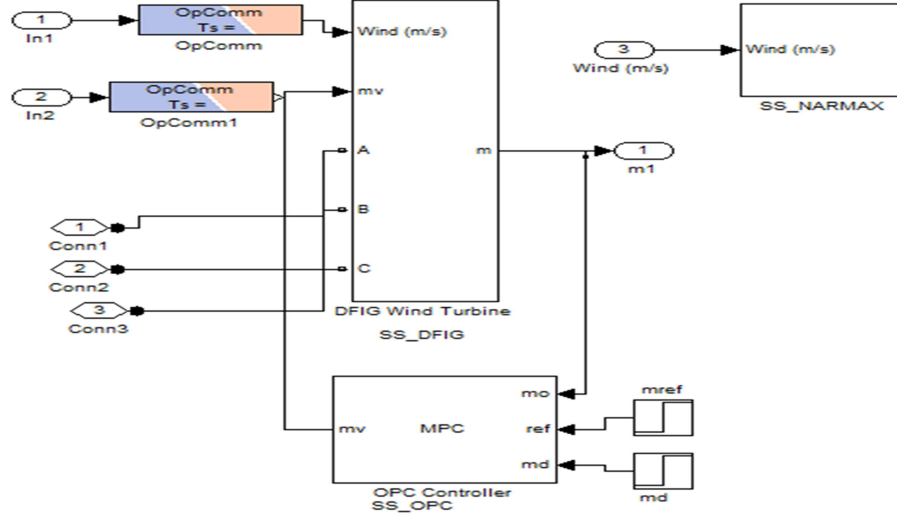 1
In1
OpComm
Ts =
OpComm
2
In2
OpComm
Ts =
OpComm1
Wind (m/s)
mv
A
B
C
m
DFIG Wind Turbine
SS_DFIG
1
m1
3
Wind (m/s)
Wind (m/s)
SS_NARMAX
1
Conn1
2
Conn2
3
Conn3
mv
MPC
mo
ref
md
OPC Controller
SS_OPC
mref
md